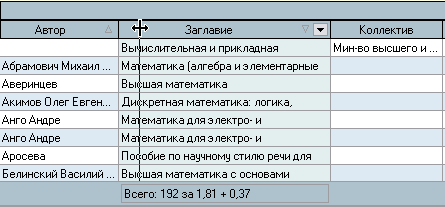 Автор Заглавие Коллектив
Вычислительная и прикладная Мин-во высшего и ...
Абрамович Михаил ... Математика (алгебра и элементарные
Аверинцев Высшая математика
Акимов Олег Евген... Дискретная математика: логика,
Анго Андре Математика для электро- и
Анго Андре Математика для электро- и
Аросева Пособие по научному стилю речи для
Белинский Василий ... Высшая математика с основами
Всего: 192 за 1,81 + 0,37